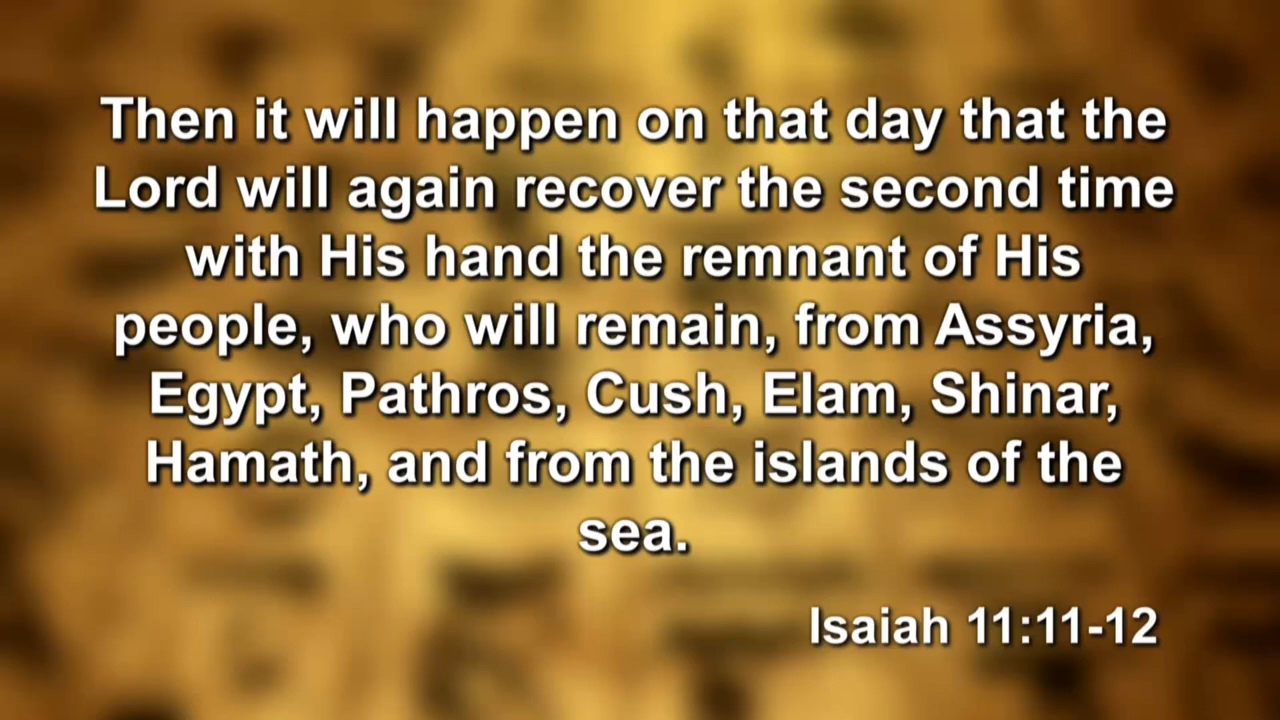 Then it will happen on that day that the
Lord will again recover the second time
with His hand the remnant of His
people, who will remain, from Assyria,
Egypt, Pathros, Cush, Elam, Shinar,
Hamath, and from the islands of the
sea.
Isaiah 11:11-12